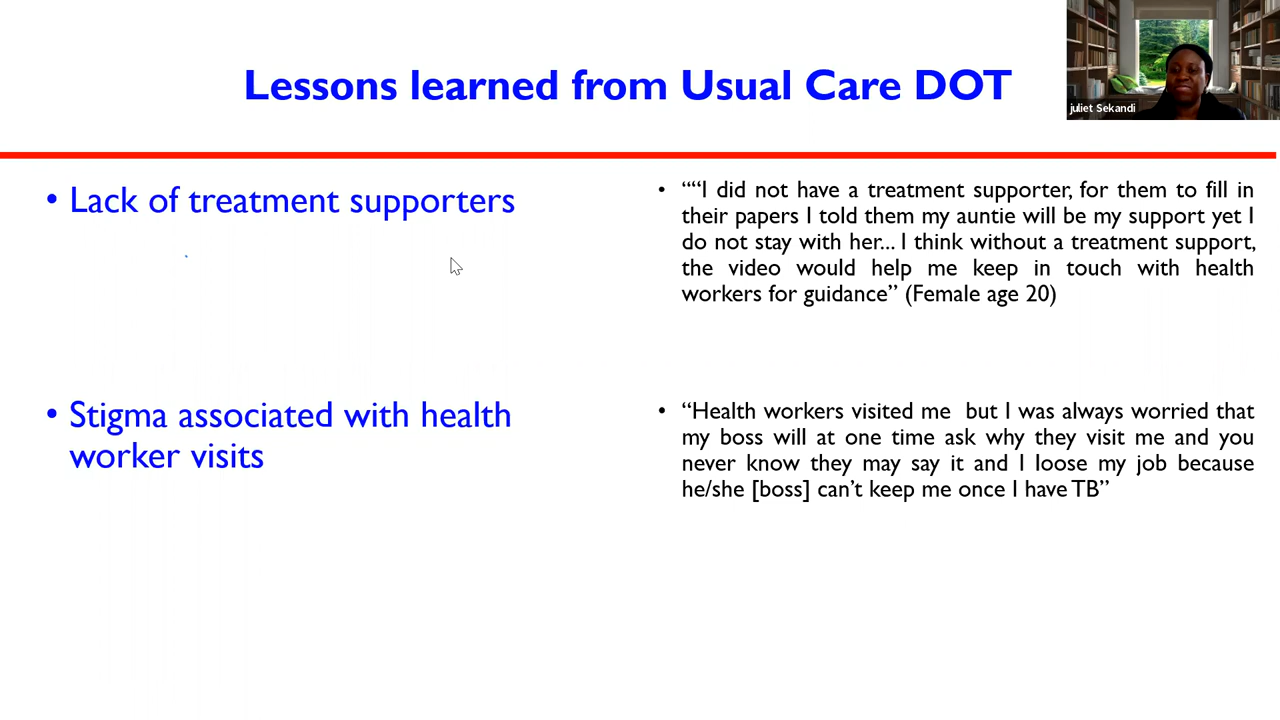 Lessons learned from Usual Care DOT
juliet Sekandi
• Lack of treatment supporters
• ““I did not have a treatment supporter, for them to fill in
their papers I told them my auntie will be my support yet I
do not stay with her... I think without a treatment support,
the video would help me keep in touch with health
workers for guidance” (Female age 20)
• Stigma associated with health
worker visits
• “Health workers visited me but I was always worried that
my boss will at one time ask why they visit me and you
never know they may say it and I loose my job because
he/she [boss] can’t keep me once I have TB”